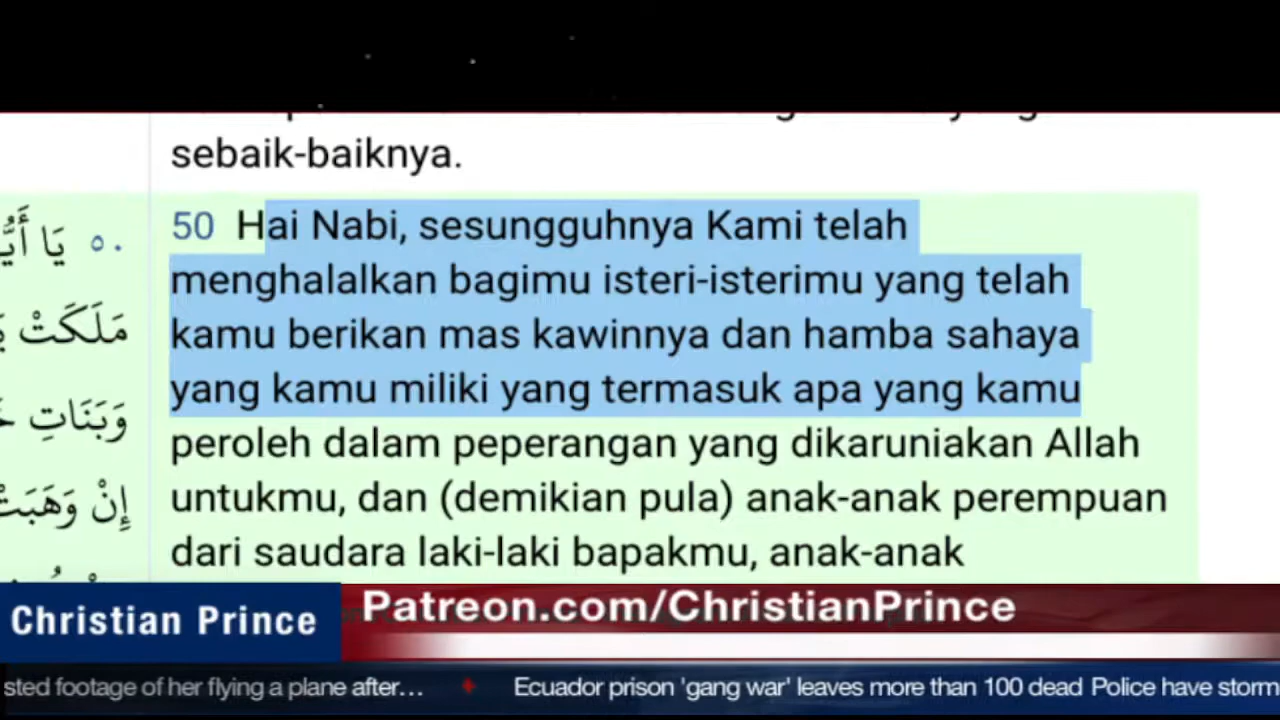 sebaik-baiknya.
50 Hai Nabi, sesungguhnya Kami telah
menghalalkan bagimu isteri-isterimu yang telah
kamu berikan mas kawinnya dan hamba sahaya
yang kamu miliki yang termasuk apa yang kamu
peroleh dalam peperangan yang dikaruniakan Allah
untukmu, dan (demikian pula) anak-anak perempuan
dari saudara laki-laki bapakmu, anak-anak
٥٠ يَا
مَلَكَتْ
وَبَنَاتِ
إِنْ وَهَبَتْ
Christian Prince
Patreon.com/ChristianPrince
sted footage of her flying a plane after… Ecuador prison 'gang war' leaves more than 100 dead Police have storm